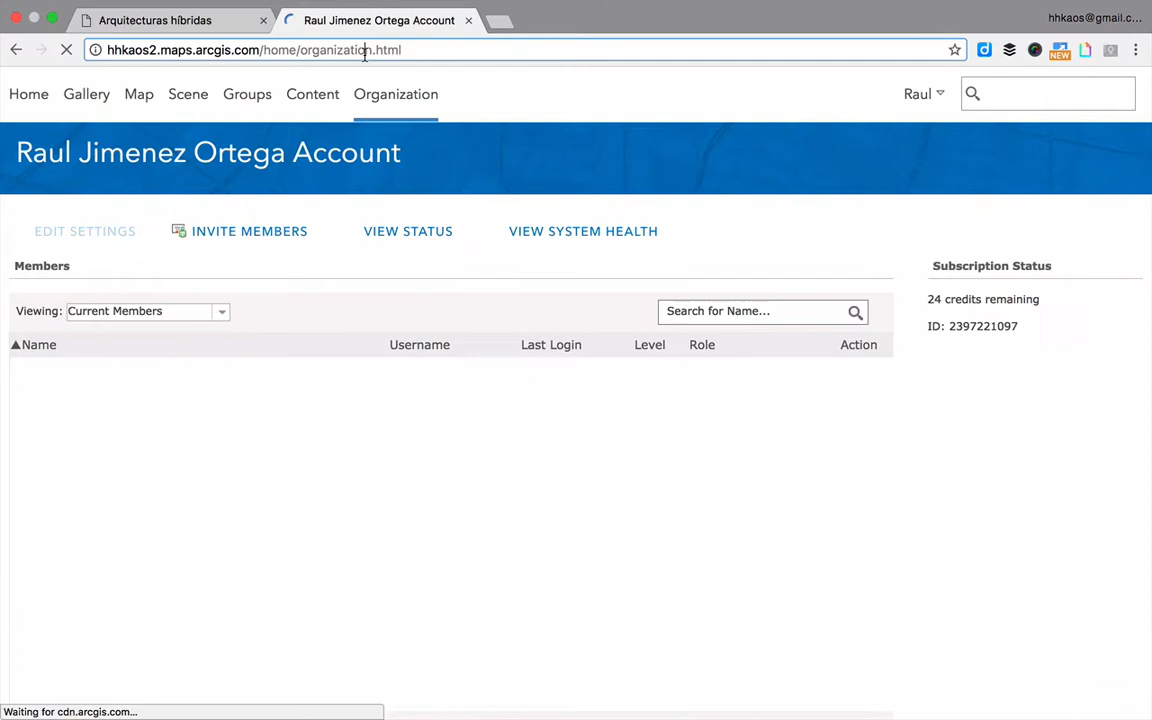 Arquitecturas híbridas
Raul Jimenez Ortega Account
hhkaos@gmail.c...
hhkaos2.maps.arcgis.com/home/organization.html
NEW
Home Gallery Map Scene Groups Content Organization
Raul
Raul Jimenez Ortega Account
EDIT SETTINGS INVITE MEMBERS VIEW STATUS VIEW SYSTEM HEALTH
Members
Subscription Status
Viewing: Current Members
Search for Name...
24 credits remaining
ID: 2397221097
Name Username Last Login Level Role Action
Waiting for cdn.arcgis.com...